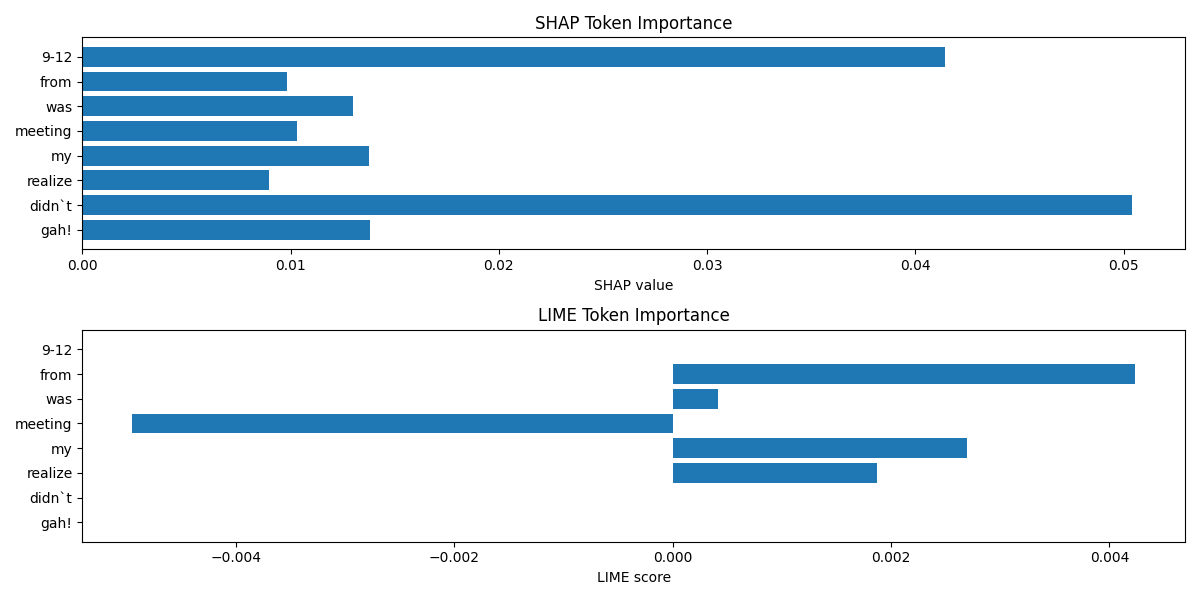 SHAP Token Importance
9-12
from
was
meeting
my
realize
didn`t
gah!
0.00 0.01 0.02 0.03 0.04 0.05
SHAP value
LIME Token Importance
9-12
from
was
meeting
my
realize
didn`t
gah!
−0.004 −0.002 0.000 0.002 0.004
LIME score